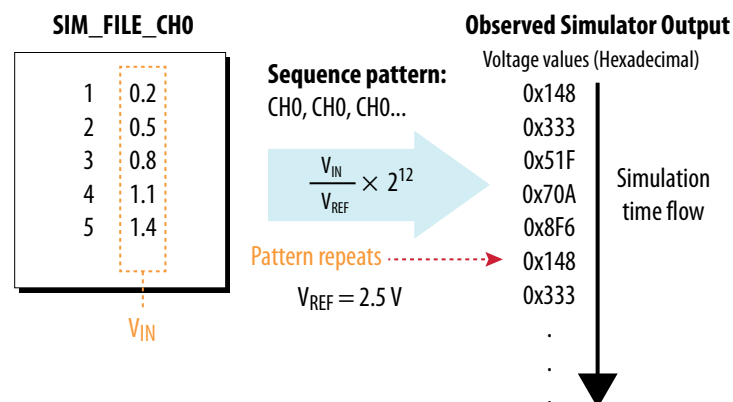 SIM_FILE_CH0
1 0.2
2 0.5
3 0.8
4 1.1
5 1.4
V_IN
Sequence pattern:
CH0, CH0, CH0...
V_IN / V_REF × 2^12
Pattern repeats
V_REF = 2.5 V
Observed Simulator Output
Voltage values (Hexadecimal)
0x148
0x333
0x51F
0x70A
0x8F6
0x148
0x333
.
.
.
Simulation
time flow